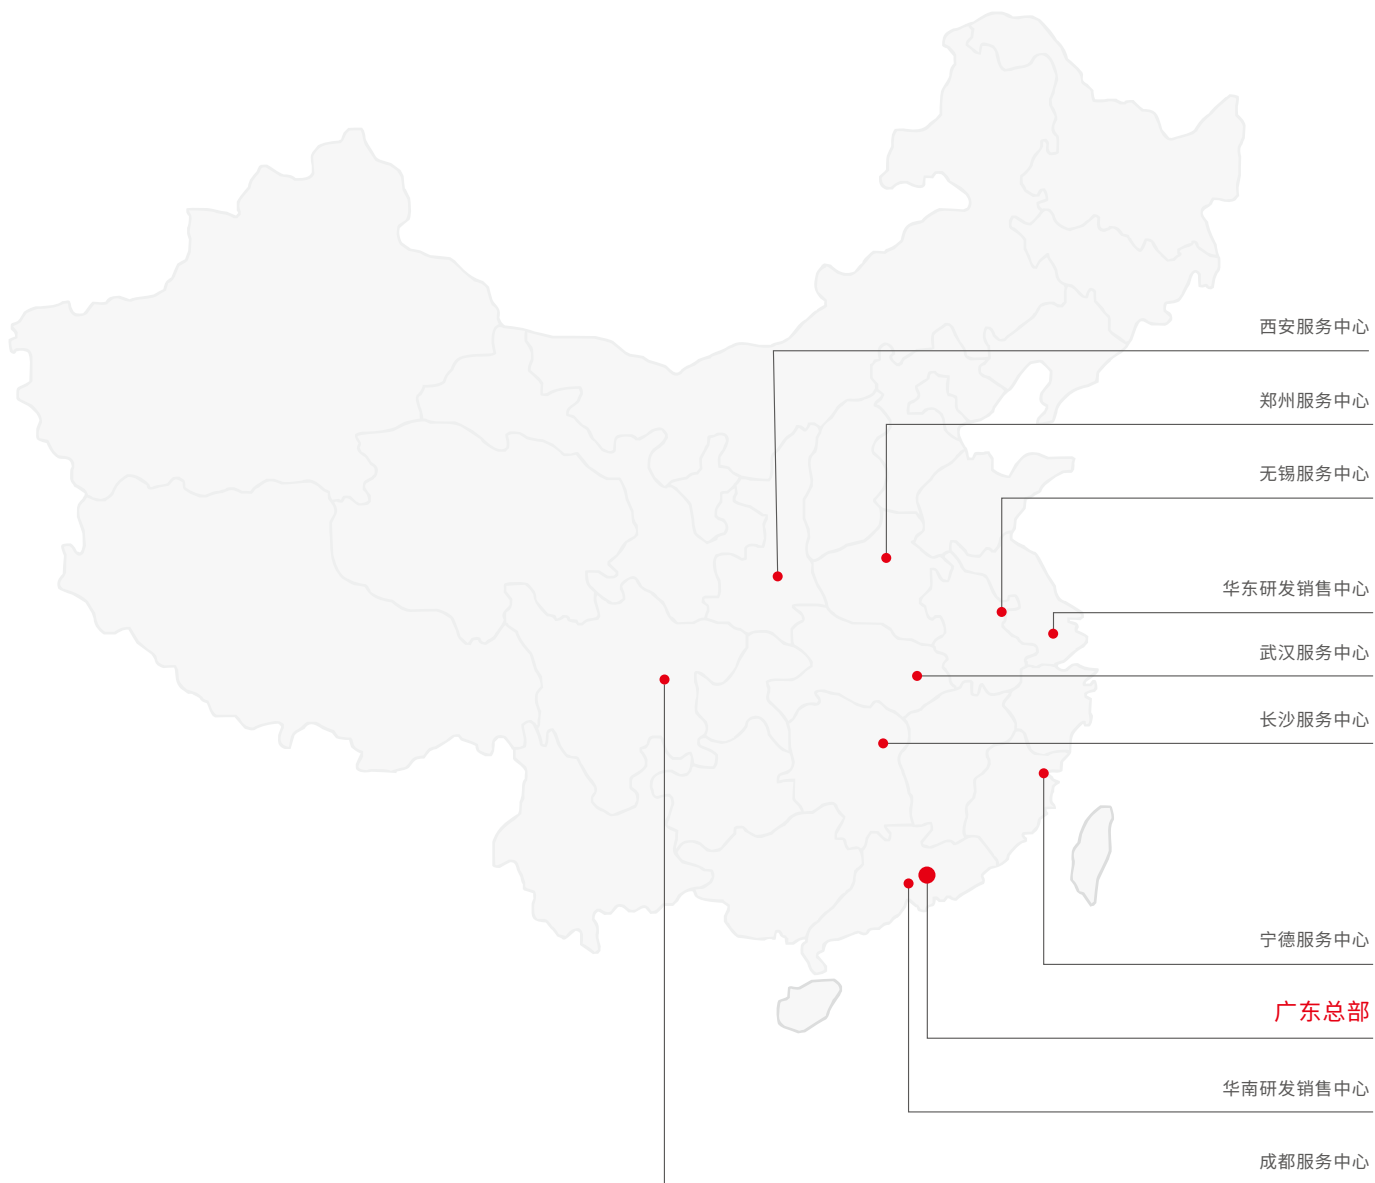 西安服务中心
郑州服务中心
无锡服务中心
华东研发销售中心
武汉服务中心
长沙服务中心
宁德服务中心
广东总部
华南研发销售中心
成都服务中心